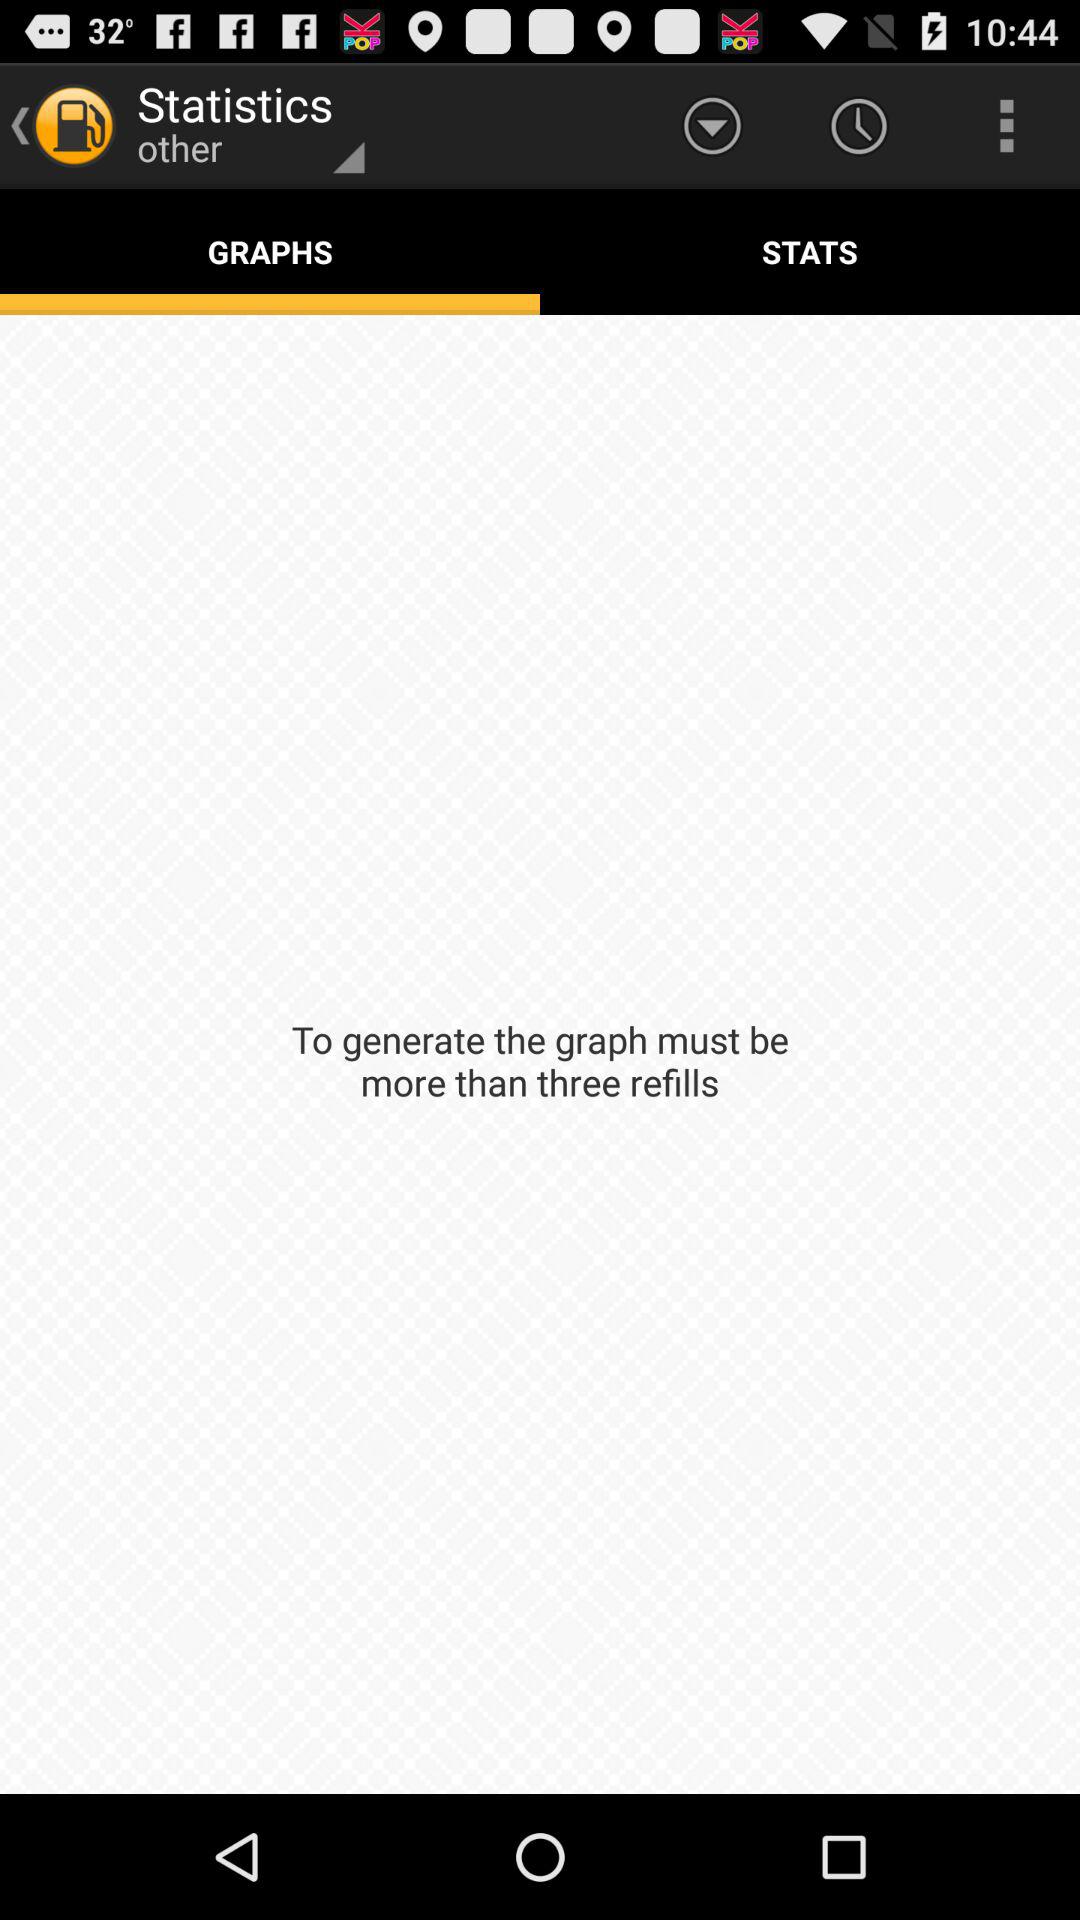 32°
POP
POP
10:44
Statistics
other
GRAPHS
STATS
To generate the graph must be
more than three refills